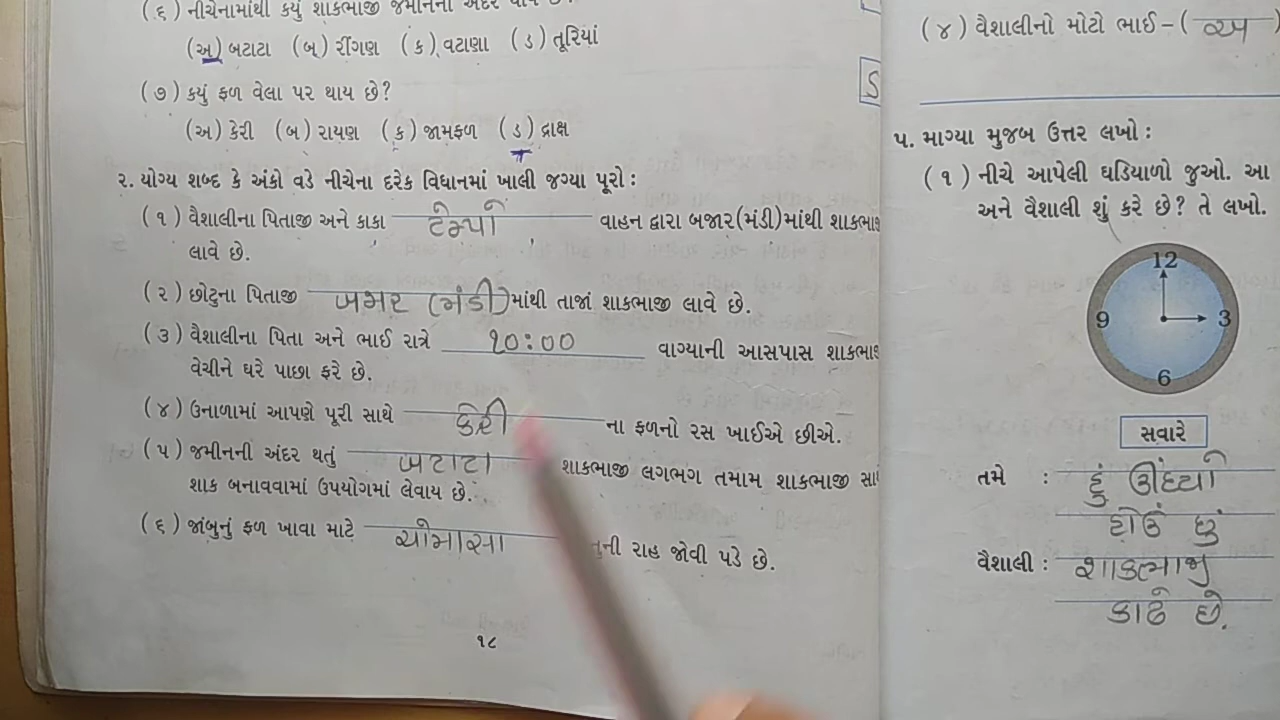 (૬) નીચેનામાંથી કયું શાકભાજી જમીનની અંદર
(અ) બટાટા (બ) રીંગણ (ક) વટાણા (ડ) તૂરિયાં
(૭) કયું ફળ વેલા પર થાય છે?
(અ) કેરી (બ) રાયણ (ક) જામફળ (ડ) દ્રાક્ષ
૨. યોગ્ય શબ્દ કે અંકો વડે નીચેના દરેક વિધાનમાં ખાલી જગ્યા પૂરો :
(૧) વૈશાલીના પિતાજી અને કાકા ટેમ્પો વાહન દ્વારા બજાર(મંડી)માંથી શાકભાજી
લાવે છે.
(૨) છોટુના પિતાજી બજાર (મંડી)માંથી તાજાં શાકભાજી લાવે છે.
(૩) વૈશાલીના પિતા અને ભાઈ રાત્રે ૧૦:૦૦ વાગ્યાની આસપાસ શાકભાજી
વેચીને ઘરે પાછા ફરે છે.
(૪) ઉનાળામાં આપણે પૂરી સાથે કેરી ના ફળનો રસ ખાઈએ છીએ.
(૫) જમીનની અંદર થતું બટાટા શાકભાજી લગભગ તમામ શાકભાજી સા
શાક બનાવવામાં ઉપયોગમાં લેવાય છે.
(૬) જાંબુનું ફળ ખાવા માટે ચોમાસા તુની રાહ જોવી પડે છે.
૧૮
(૪) વૈશાલીનો મોટો ભાઈ – ( અ )
૫. માગ્યા મુજબ ઉત્તર લખો :
(૧) નીચે આપેલી ઘડિયાળો જુઓ. આ
અને વૈશાલી શું કરે છે? તે લખો.
12
9 3
6
સવારે
તમે : હું ઊંઘ્યો
હોઉં છું
વૈશાલી : શાકભાજી
કાઢે છે.